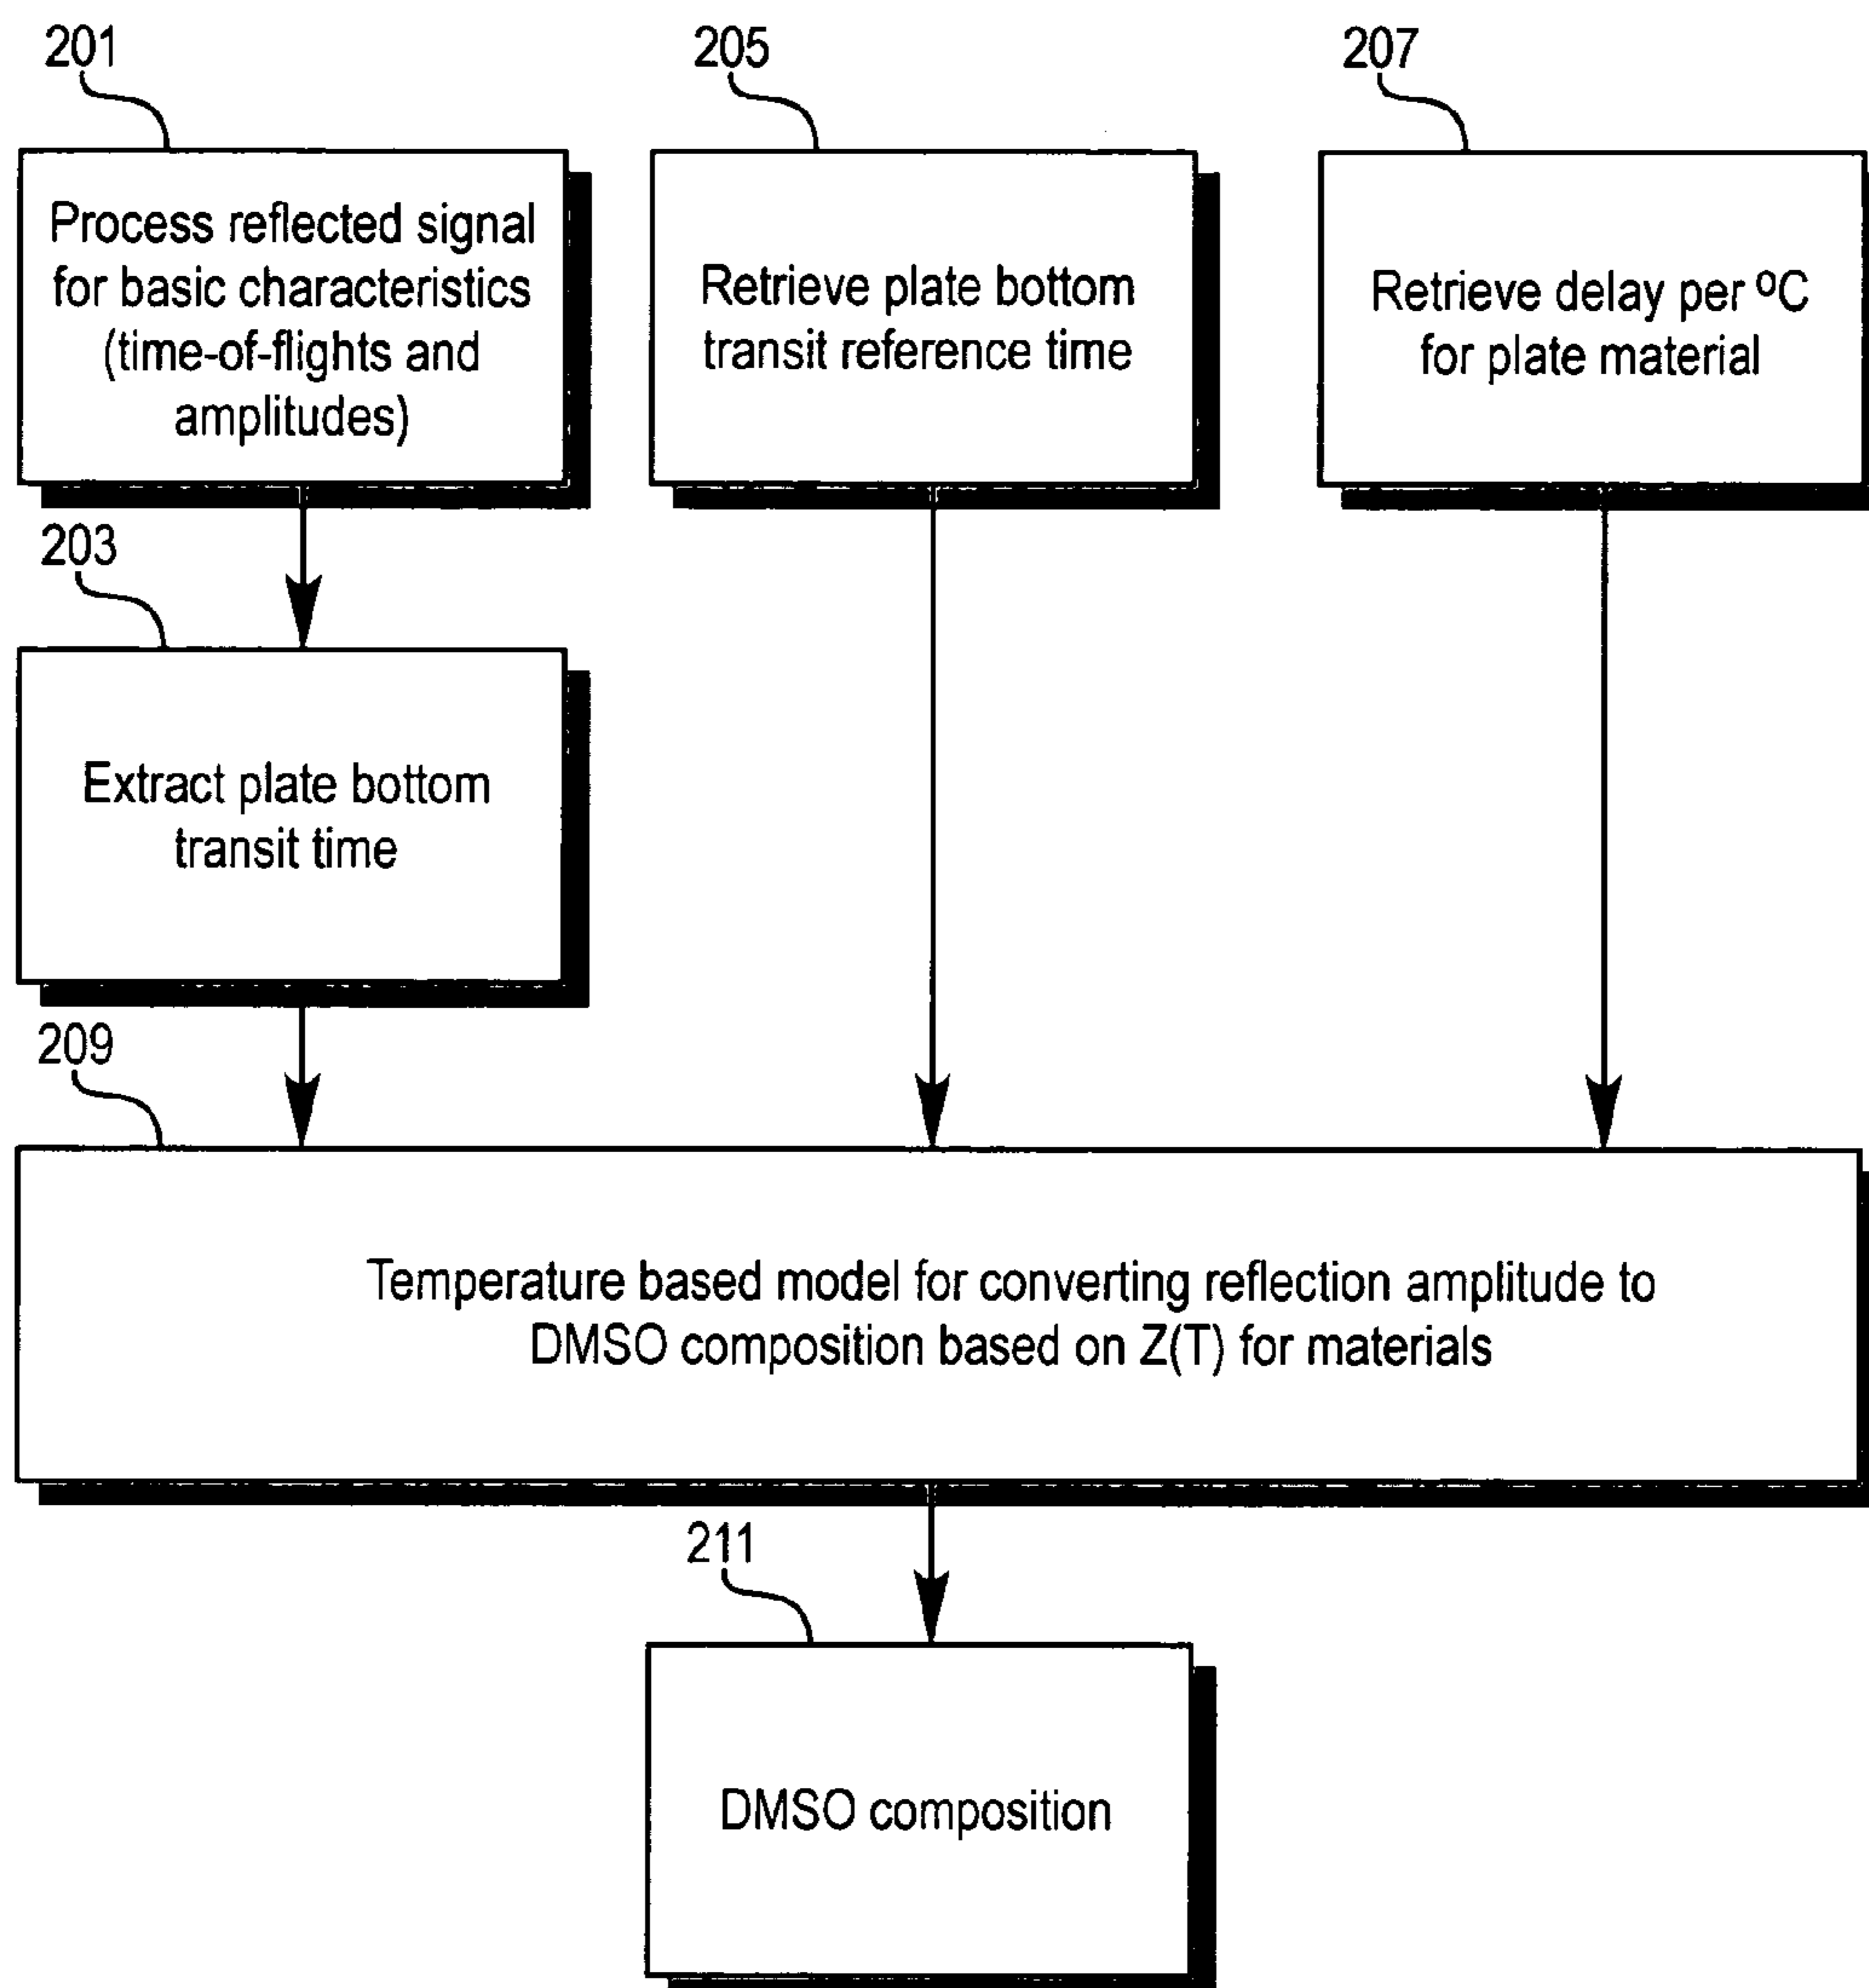 201
Process reflected signal
for basic characteristics
(time-of-flights and
amplitudes)
205
Retrieve plate bottom
transit reference time
207
Retrieve delay per ºC
for plate material
203
Extract plate bottom
transit time
209
Temperature based model for converting reflection amplitude to
DMSO composition based on Z(T) for materials
211
DMSO composition